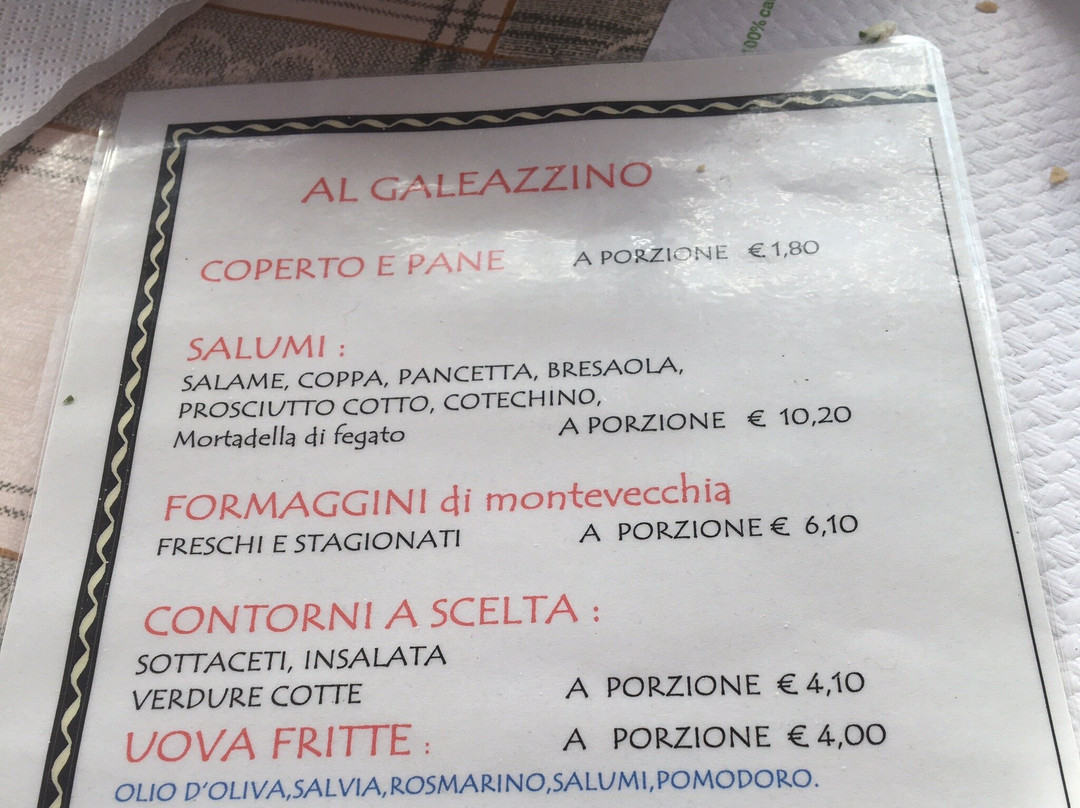 100% ca
AL GALEAZZINO
COPERTO E PANE A PORZIONE € 1,80
SALUMI :
SALAME, COPPA, PANCETTA, BRESAOLA,
PROSCIUTTO COTTO, COTECHINO,
Mortadella di fegato A PORZIONE € 10,20
FORMAGGINI di montevecchia
FRESCHI E STAGIONATI A PORZIONE € 6,10
CONTORNI A SCELTA :
SOTTACETI, INSALATA
VERDURE COTTE A PORZIONE € 4,10
UOVA FRITTE : A PORZIONE € 4,00
OLIO D'OLIVA,SALVIA,ROSMARINO,SALUMI,POMODORO.